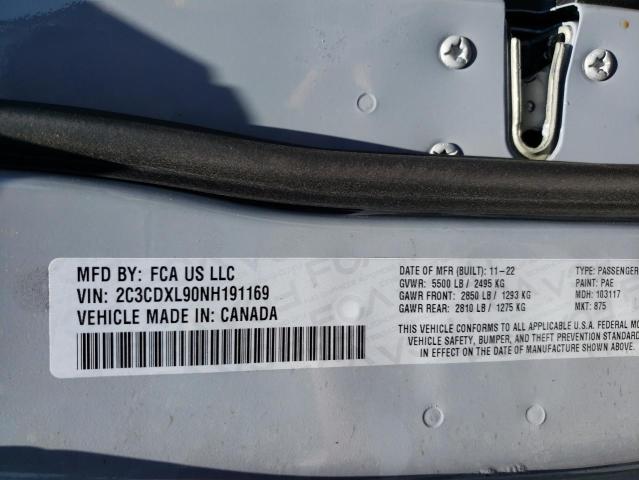 MFD BY: FCA US LLC
VIN: 2C3CDXL90NH191169
VEHICLE MADE IN: CANADA
DATE OF MFR (BUILT): 11-22
GVWR: 5500 LB / 2495 KG
GAWR FRONT: 2850 LB / 1293 KG
GAWR REAR: 2810 LB / 1275 KG
TYPE: PASSENGER
PAINT: PAE
MDH: 103117
MKT: 875
THIS VEHICLE CONFORMS TO ALL APPLICABLE U.S.A. FEDERAL
VEHICLE SAFETY, BUMPER, AND THEFT PREVENTION
IN EFFECT ON THE DATE OF MANUFACTURE SHOWN ABOVE.